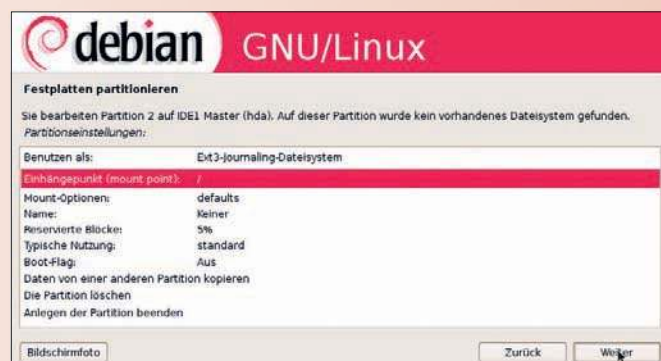 debian GNU/Linux
Festplatten partitionieren
Sie bearbeiten Partition 2 auf IDE1 Master (hda). Auf dieser Partition wurde kein vorhandenes Dateisystem gefunden.
Partitionseinstellungen:
Benutzen als: Ext3-Journaling-Dateisystem
Einhängepunkt (mount point): /
Mount-Optionen: defaults
Name: Keiner
Reservierte Blöcke: 5%
Typische Nutzung: standard
Boot-Flag: Aus
Daten von einer anderen Partition kopieren
Die Partition löschen
Anlegen der Partition beenden
Bildschirmfoto Zurück Weiter